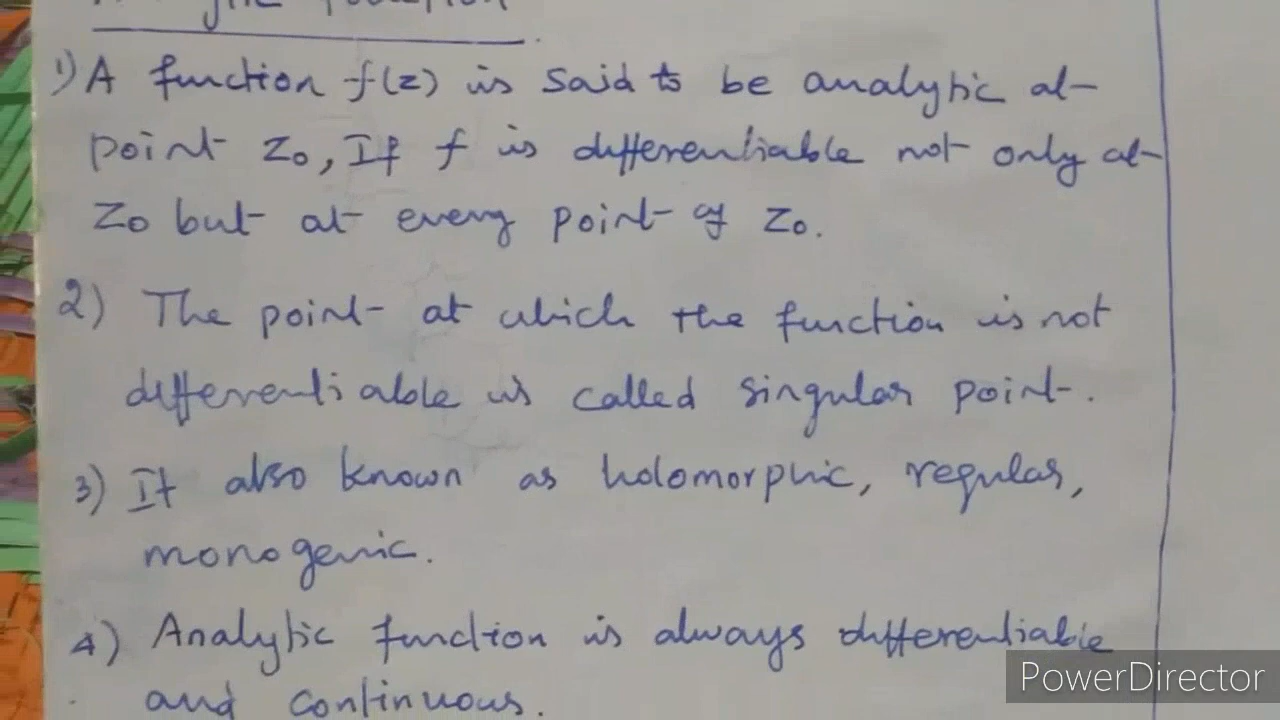 1) A function f(z) is said to be analytic at
point z₀, If f is differentiable not only at
z₀ but at every point of z₀.
2) The point at which the function is not
differentiable is called singular point.
3) It also known as holomorphic, regular,
monogenic.
4) Analytic function is always differentiable
and continuous.
PowerDirector